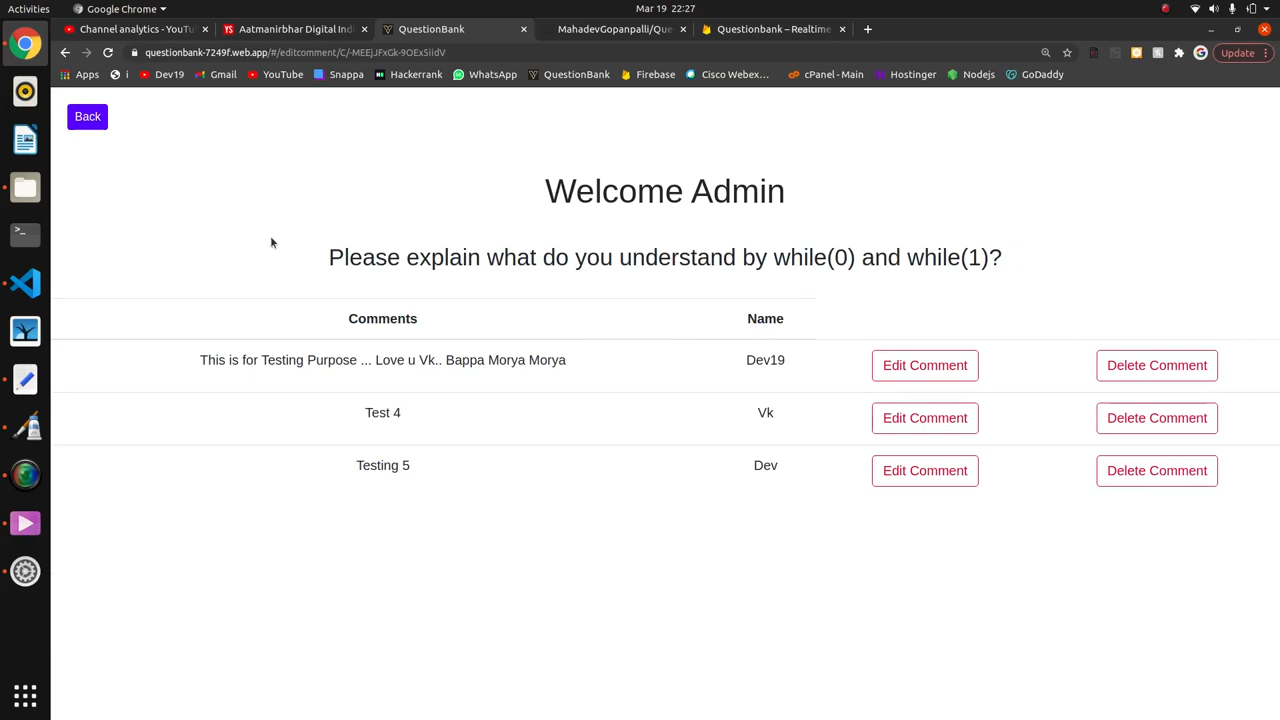 Activities
Google Chrome
Mar 19 22:27
Channel analytics - YouTu
Aatmanirbhar Digital Indi
QuestionBank
MahadevGopanpalli/Que
Questionbank – Realtime
questionbank-7249f.web.app/#/editcomment/C/-MEEjJFxGk-9OEx5iidV
Update
Apps
i
Dev19
Gmail
YouTube
Snappa
Hackerrank
WhatsApp
QuestionBank
Firebase
Cisco Webex...
cPanel - Main
Hostinger
Nodejs
GoDaddy
Back
Welcome Admin
Please explain what do you understand by while(0) and while(1)?
Comments Name
This is for Testing Purpose ... Love u Vk.. Bappa Morya Morya Dev19 Edit Comment Delete Comment
Test 4 Vk Edit Comment Delete Comment
Testing 5 Dev Edit Comment Delete Comment